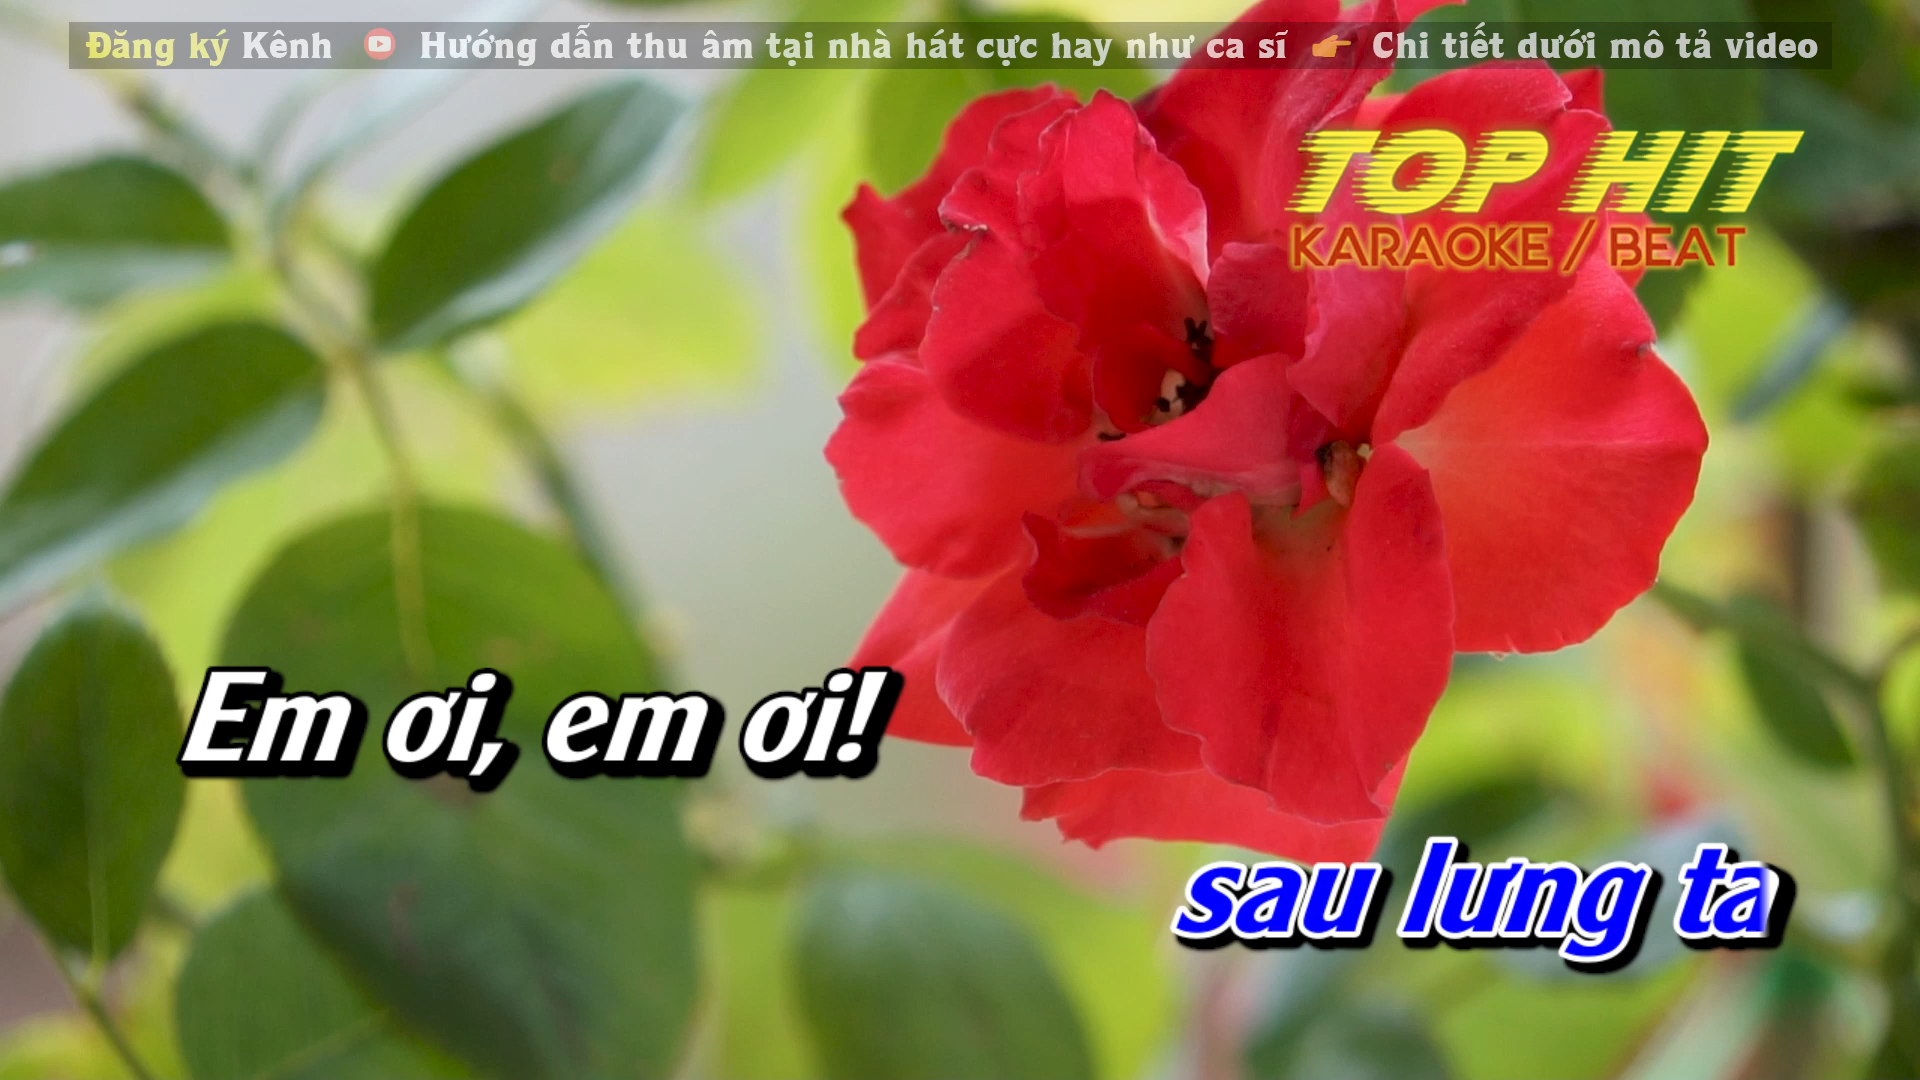 Đăng ký Kênh Hướng dẫn thu âm tại nhà hát cực hay như ca sĩ 👉 Chi tiết dưới mô tả video
TOP HIT
KARAOKE / BEAT
Em ơi, em ơi!
sau lưng ta